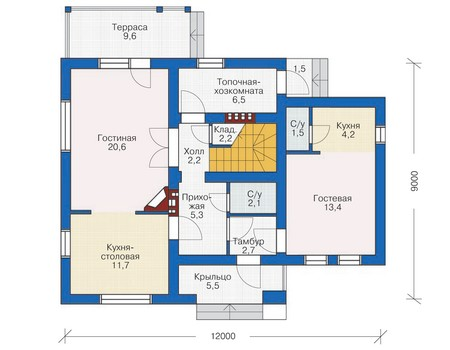 Терраса
9,6
1,5
Топочная-
хозкомната
6,5
Гостиная
20,6
Холл
2,2
Клад.
2,2
С/у
1,5
Кухня
4,2
Гостевая
13,4
Прихо-
жая
5,3
С/у
2,1
Тамбур
2,7
Кухня-
столовая
11,7
Крыльцо
5,5
12000
9000